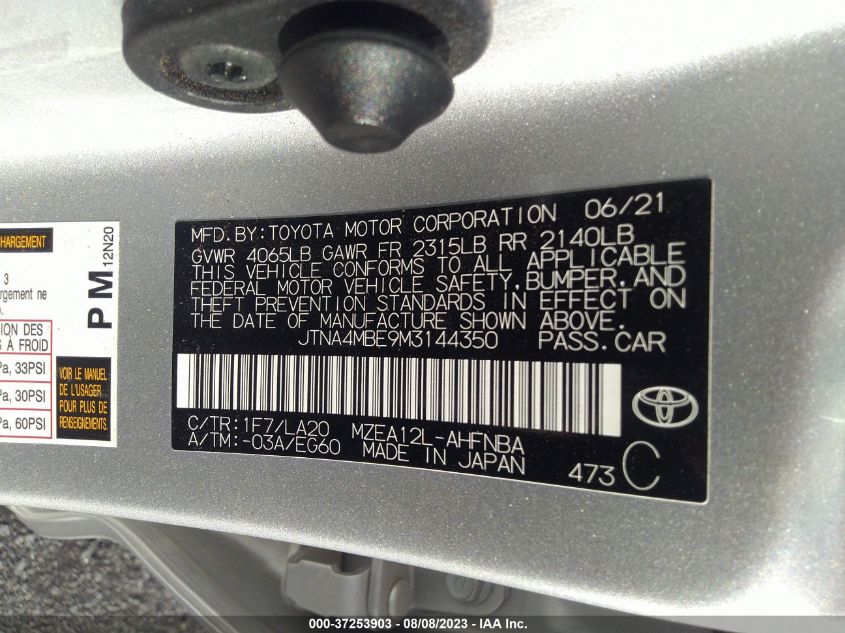 HARGEMENT
3
argement ne
SION DES
S À FROID
Pa, 33PSI
Pa, 30PSI
Pa, 60PSI
PM
12N20
VOIR LE MANUEL
DE L'USAGER
POUR PLUS DE
RENSEIGNEMENTS
MFD. BY: TOYOTA MOTOR CORPORATION 06/21
GVWR 4065LB GAWR FR 2315LB RR 2140LB
THIS VEHICLE CONFORMS TO ALL APPLICABLE
FEDERAL MOTOR VEHICLE SAFETY, BUMPER, AND
THEFT PREVENTION STANDARDS IN EFFECT ON
THE DATE OF MANUFACTURE SHOWN ABOVE.
JTNA4MBE9M3144350 PASS. CAR
C/TR: 1F7/LA20 MZEA12L-AHFNBA
A/TM: -03A/EG60 MADE IN JAPAN
473 C
000-37253903 - 08/08/2023 - © IAA Inc.